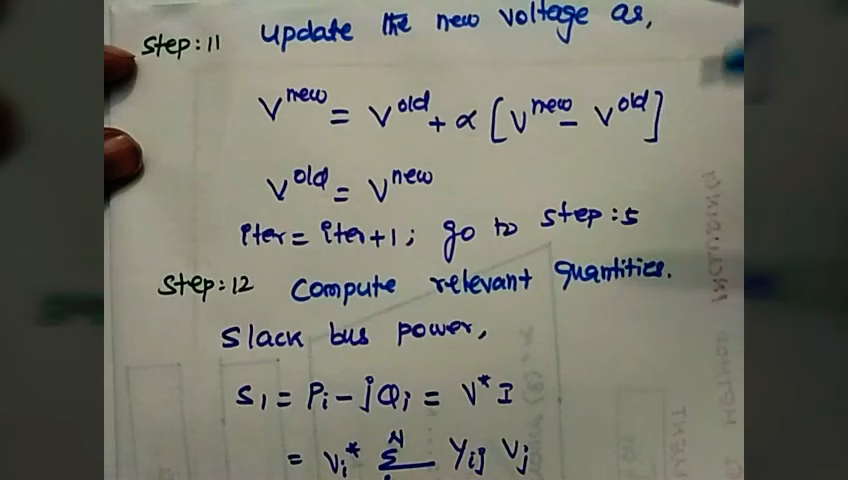 Step:11 update the new voltage as,
V^new = V^old + α [V^new - V^old]
V^old = V^new
iter = iter+1; go to step:5
Step:12 Compute relevant quantities.
Slack bus power,
S1 = Pi - jQi = V* I
= Vi* Σ^N Yij Vj